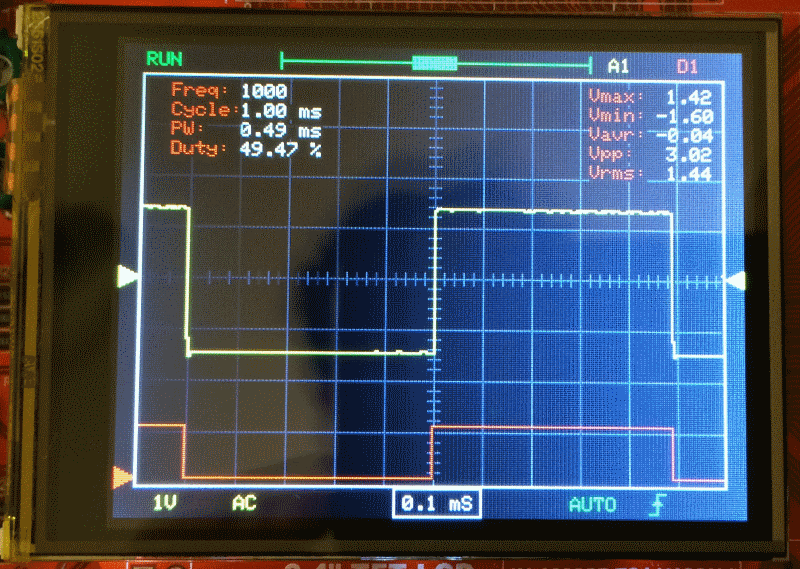 RUN
A1 D1
Freq: 1000
Cycle:1.00 ms
PW: 0.49 ms
Duty: 49.47 %
Vmax: 1.42
Vmin: -1.60
Vavr: -0.04
Vpp: 3.02
Vrms: 1.44
1V AC 0.1 mS AUTO